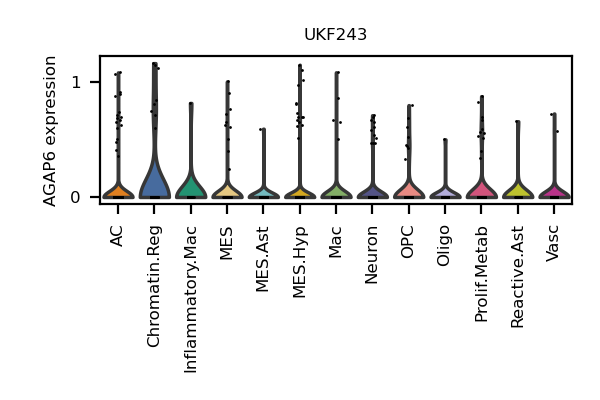 UKF243
AGAP6 expression
1
0
AC
Chromatin.Reg
Inflammatory.Mac
MES
MES.Ast
MES.Hyp
Mac
Neuron
OPC
Oligo
Prolif.Metab
Reactive.Ast
Vasc